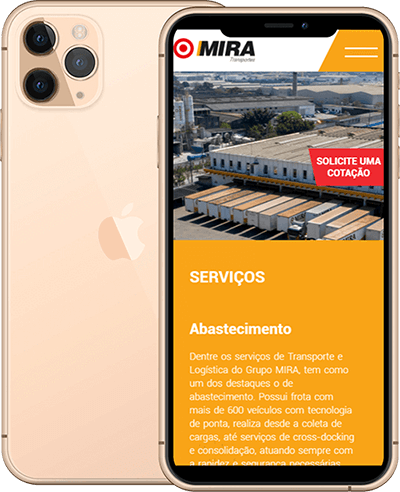 MIRA
Transportes
SOLICITE UMA
COTAÇÃO
SERVIÇOS
Abastecimento
Dentre os serviços de Transporte e
Logística do Grupo MIRA, tem como
um dos destaques o de
abastecimento. Possui frota com
mais de 600 veículos com tecnologia
de ponta, realiza desde a coleta de
cargas, até serviços de cross-docking
e consolidação, atuando sempre com
a rapidez e segurança necessárias